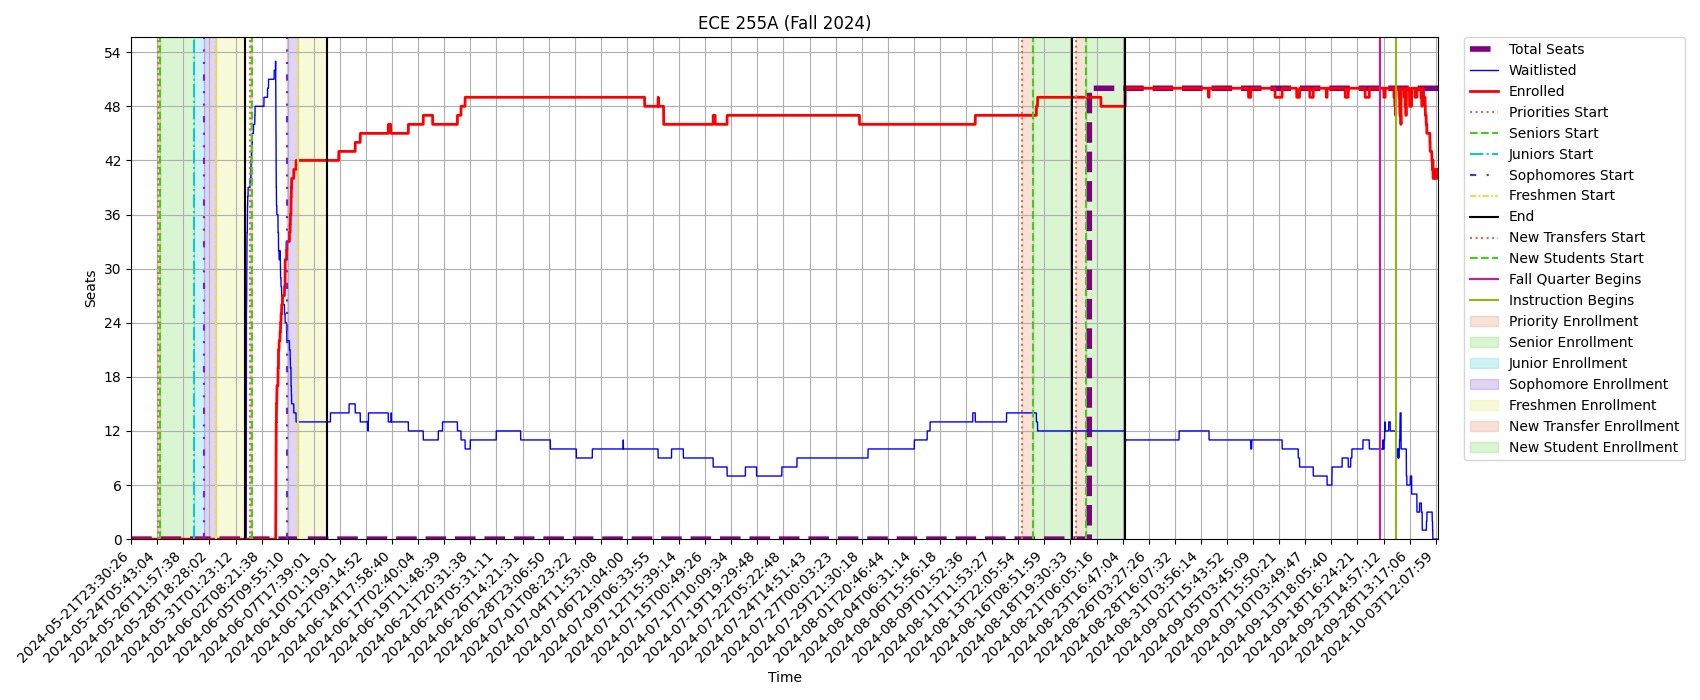 ECE 255A (Fall 2024)
Seats
54
48
42
36
30
24
18
12
6
0
2024-05-21T23:30:26
2024-05-24T05:43:04
2024-05-26T11:57:38
2024-05-28T18:28:02
2024-05-31T01:23:12
2024-06-02T08:21:38
2024-06-05T09:55:10
2024-06-07T17:39:01
2024-06-10T01:19:01
2024-06-12T09:14:52
2024-06-14T17:58:40
2024-06-17T02:40:04
2024-06-19T11:48:39
2024-06-21T20:31:38
2024-06-24T05:31:11
2024-06-26T14:21:31
2024-06-28T23:06:50
2024-07-01T08:23:22
2024-07-04T11:53:08
2024-07-06T21:04:00
2024-07-09T06:33:55
2024-07-12T15:39:14
2024-07-15T00:49:26
2024-07-17T10:09:34
2024-07-19T19:29:48
2024-07-22T05:22:48
2024-07-24T14:51:43
2024-07-27T00:03:23
2024-07-29T21:30:18
2024-08-01T20:46:44
2024-08-04T06:31:14
2024-08-06T15:56:18
2024-08-09T01:52:36
2024-08-11T11:53:27
2024-08-13T22:05:54
2024-08-16T08:51:59
2024-08-18T19:30:33
2024-08-21T06:05:16
2024-08-23T16:47:04
2024-08-26T03:27:26
2024-08-28T16:07:32
2024-08-31T03:56:14
2024-09-02T15:43:52
2024-09-05T03:45:09
2024-09-07T15:50:21
2024-09-10T03:49:47
2024-09-13T18:05:40
2024-09-18T16:24:21
2024-09-23T14:57:12
2024-09-28T13:17:06
2024-10-03T12:07:59
Time
Total Seats
Waitlisted
Enrolled
Priorities Start
Seniors Start
Juniors Start
Sophomores Start
Freshmen Start
End
New Transfers Start
New Students Start
Fall Quarter Begins
Instruction Begins
Priority Enrollment
Senior Enrollment
Junior Enrollment
Sophomore Enrollment
Freshmen Enrollment
New Transfer Enrollment
New Student Enrollment